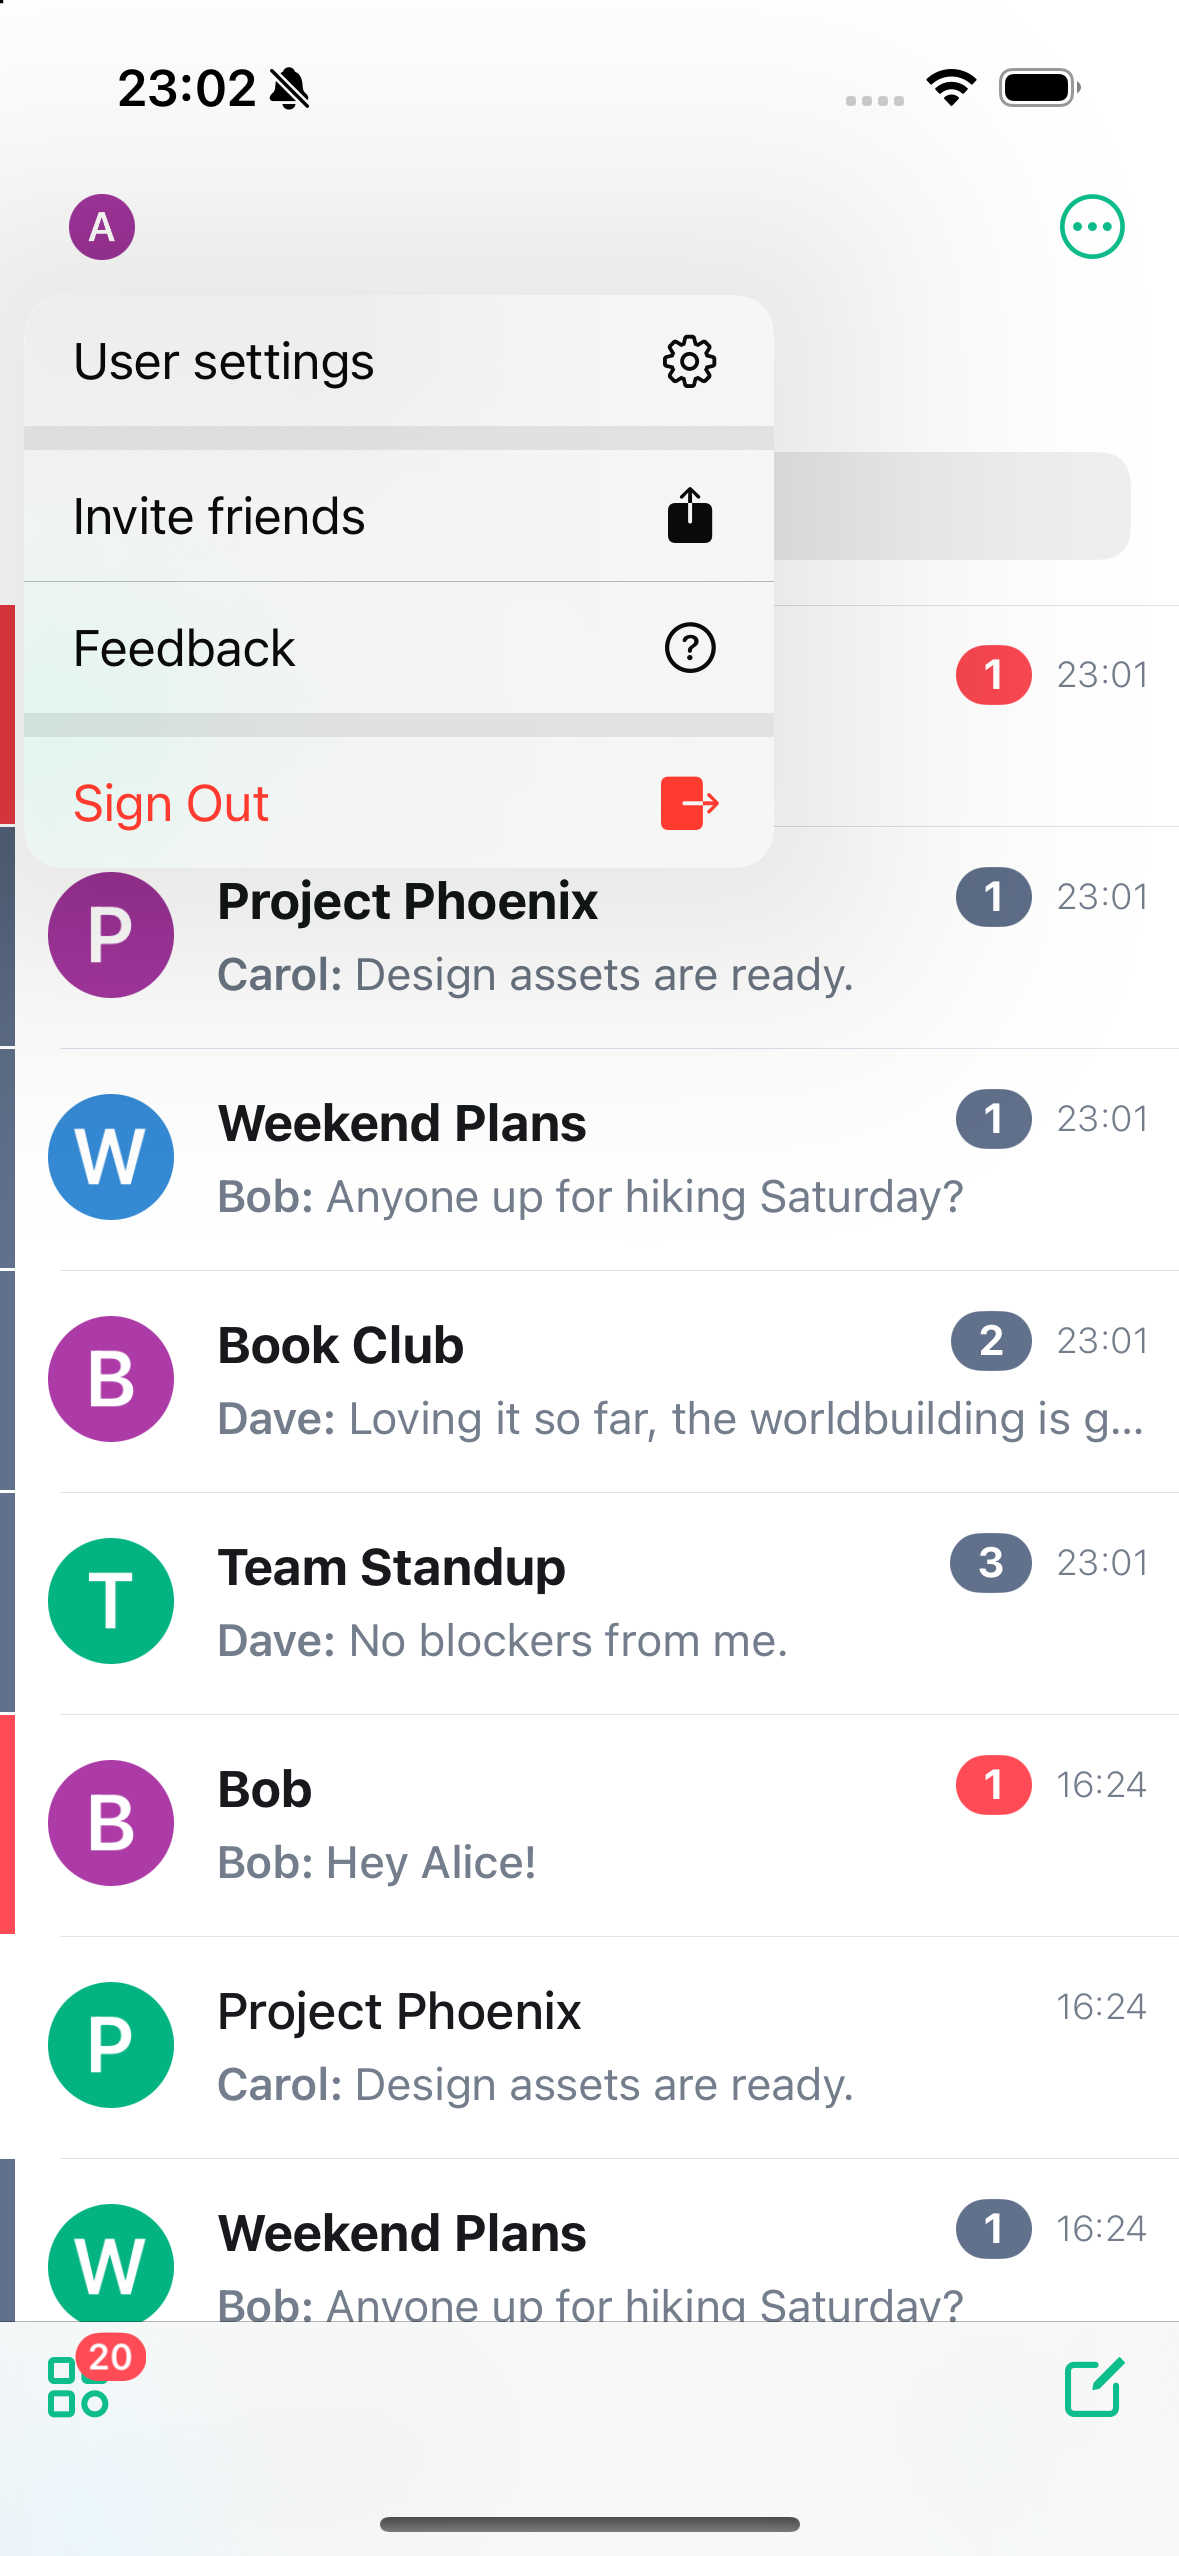 23:02
A
User settings
Invite friends
Feedback
Sign Out
1 23:01
P Project Phoenix 1 23:01
Carol: Design assets are ready.
W Weekend Plans 1 23:01
Bob: Anyone up for hiking Saturday?
B Book Club 2 23:01
Dave: Loving it so far, the worldbuilding is g...
T Team Standup 3 23:01
Dave: No blockers from me.
B Bob 1 16:24
Bob: Hey Alice!
P Project Phoenix 16:24
Carol: Design assets are ready.
W Weekend Plans 1 16:24
Bob: Anyone up for hiking Saturday?
20